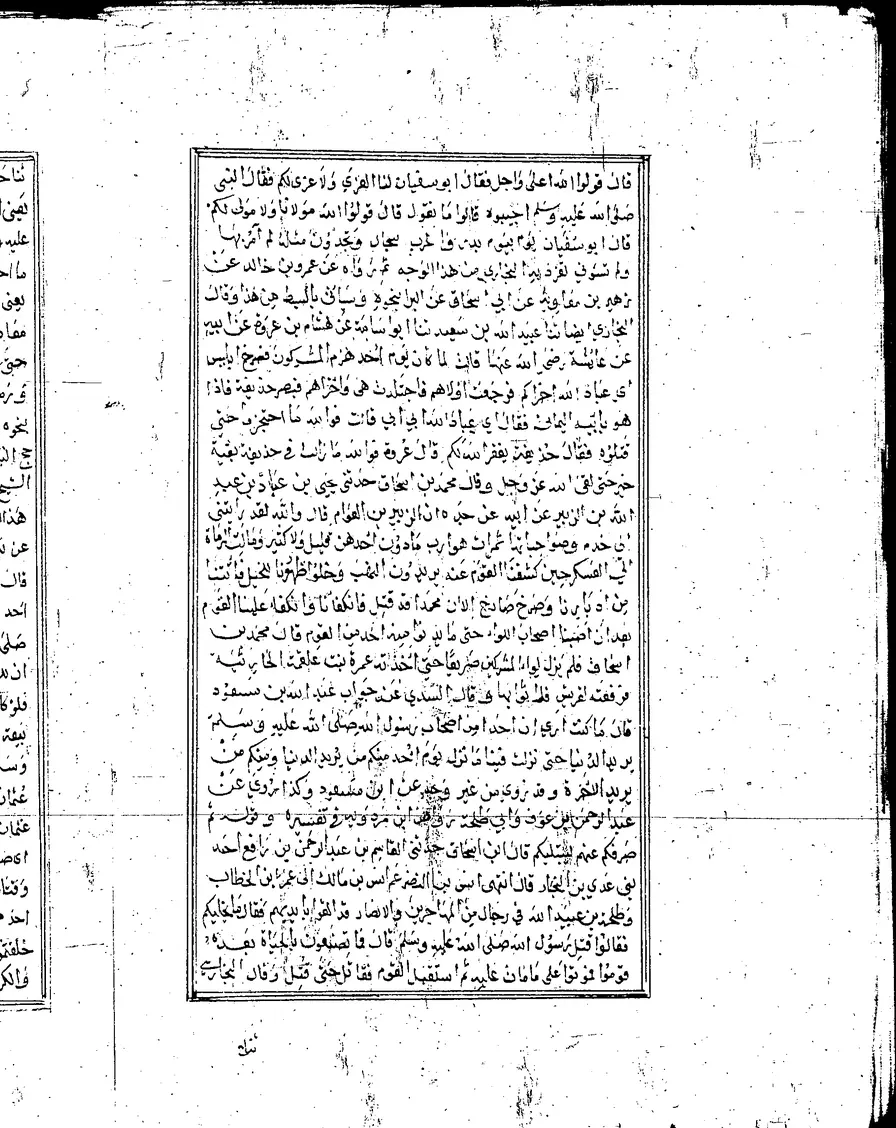 قال قولوا الله اعلى واجل فقال ابو سفيان لنا العزى ولا عزى لكم فقال النبي
صلى الله عليه وسلم اجيبوه قالوا ما نقول قال قولوا الله مولانا ولا مولى لكم
قال ابو سفيان يوم بيوم بدر والحرب سجال وتجدون مثلة لم آمر بها
ولم تسؤني تفرد به البخاري من هذا الوجه ثم رواه عن عمرو بن خالد عن
زهير بن معاوية عن ابي اسحاق عن البراء بنحوه وسياتي بابسط من هذا وقال
البخاري ايضا ثنا عبيد الله بن سعيد ثنا ابو اسامة عن هشام بن عروة عن ابيه
عن عائشة رضي الله عنها قالت لما كان يوم احد هزم المشركون فصرخ ابليس
اي عباد الله اخراكم فرجعت اولاهم فاجتلدت هي واخراهم فبصر حذيفة فاذا
هو بابيه اليمان فقال اي عباد الله ابي ابي قالت فوالله ما احتجزوا حتى
قتلوه فقال حذيفة يغفر الله لكم قال عروة فوالله ما زالت في حذيفة بقية
خير حتى لقي الله عز وجل وقال محمد بن اسحاق حدثني يحيى بن عباد بن عبد
الله بن الزبير عن ابيه عن جده ان الزبير بن العوام قال والله لقد رايتني
الى خدم وصواحباتها مشمرات هوارب ما دون اخذهن قليل ولا كثير ومالت الرماة
الى العسكر حين كشفنا القوم عنه يريدون النهب وخلوا ظهورنا للخيل فاتتنا
من ادبارنا وصرخ صارخ الا ان محمدا قد قتل فانكفانا وانكفا علينا القوم
بعد ان اصبنا اصحاب اللواء حتى ما يدنو منه احد من القوم قال محمد بن
اسحاق فلم يزل لواء المشركين صريعا حتى اخذته عمرة بنت علقمة الحارثية
فرفعته لقريش فلاثوا بها وقال السدي عن عبد خير عن عبد الله بن مسعود
قال ما كنت ارى ان احدا من اصحاب رسول الله صلى الله عليه وسلم
يريد الدنيا حتى نزلت فينا ما نزل يوم احد منكم من يريد الدنيا ومنكم من
يريد الاخرة وقد روي من غير وجه عن ابن مسعود وكذا روي عن
عبد الرحمن بن عوف وابي طلحة رواهن ابن مردويه في تفسيره وقوله ثم
صرفكم عنهم ليبتليكم قال ابن اسحاق حدثني القاسم بن عبد الرحمن بن رافع احد
بني عدي بن النجار قال انتهى انس بن النضر عم انس بن مالك الى عمر بن الخطاب
وطلحة بن عبيد الله في رجال من المهاجرين والانصار قد القوا بايديهم فقال ما يجلسكم
فقالوا قتل رسول الله صلى الله عليه وسلم قال فما تصنعون بالحياة بعده
قوموا فموتوا على ما مات عليه ثم استقبل القوم فقاتل حتى قتل وقال البخاري
ثنا